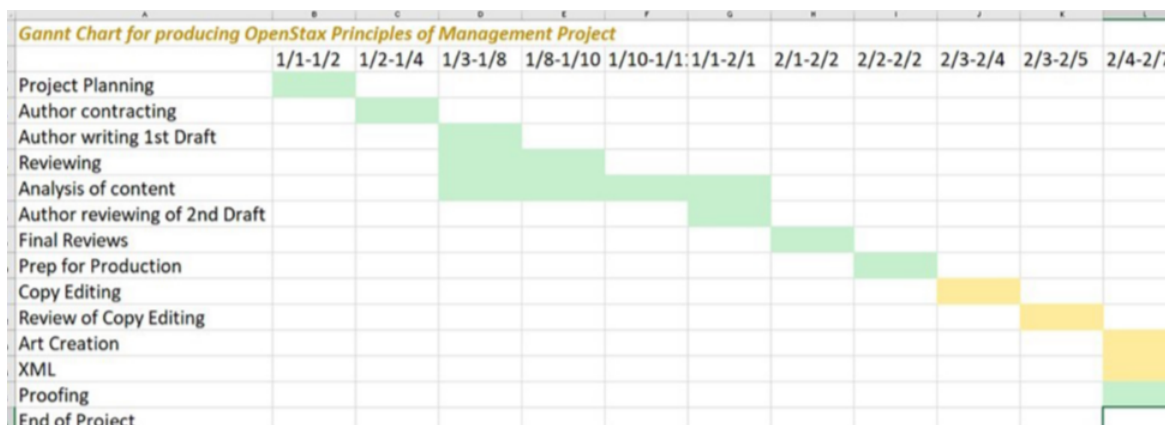 A B C D E F G H I J K L
Gannt Chart for producing OpenStax Principles of Management Project
1/1-1/2 1/2-1/4 1/3-1/8 1/8-1/10 1/10-1/1 1/1-2/1 2/1-2/2 2/2-2/2 2/3-2/4 2/3-2/5 2/4-2/7
Project Planning
Author contracting
Author writing 1st Draft
Reviewing
Analysis of content
Author reviewing of 2nd Draft
Final Reviews
Prep for Production
Copy Editing
Review of Copy Editing
Art Creation
XML
Proofing
End of Project